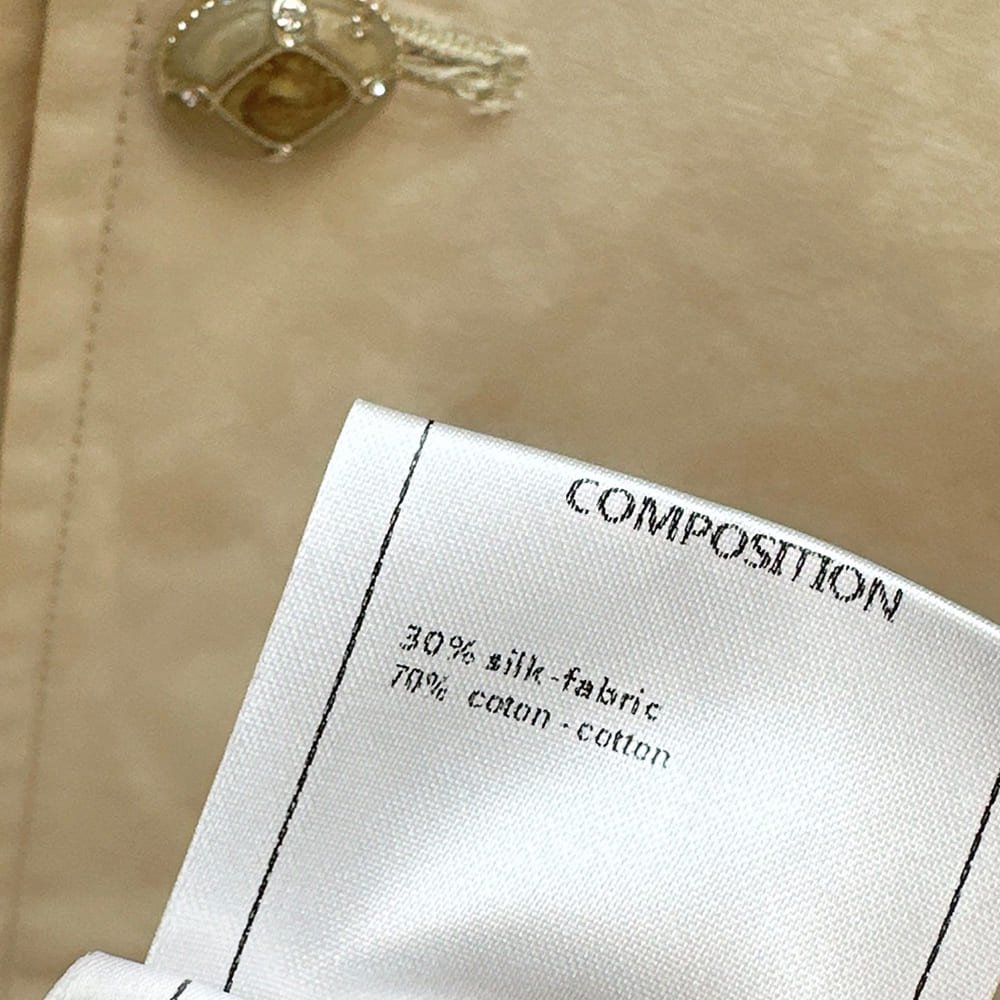 COMPOSITION
30% silk-fabric
70% coton-cotton